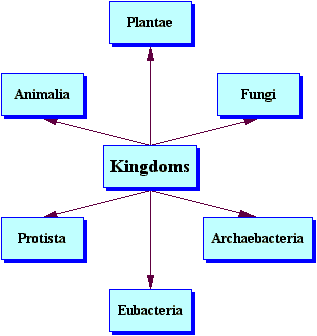 Plantae
Animalia
Fungi
Kingdoms
Protista
Archaebacteria
Eubacteria